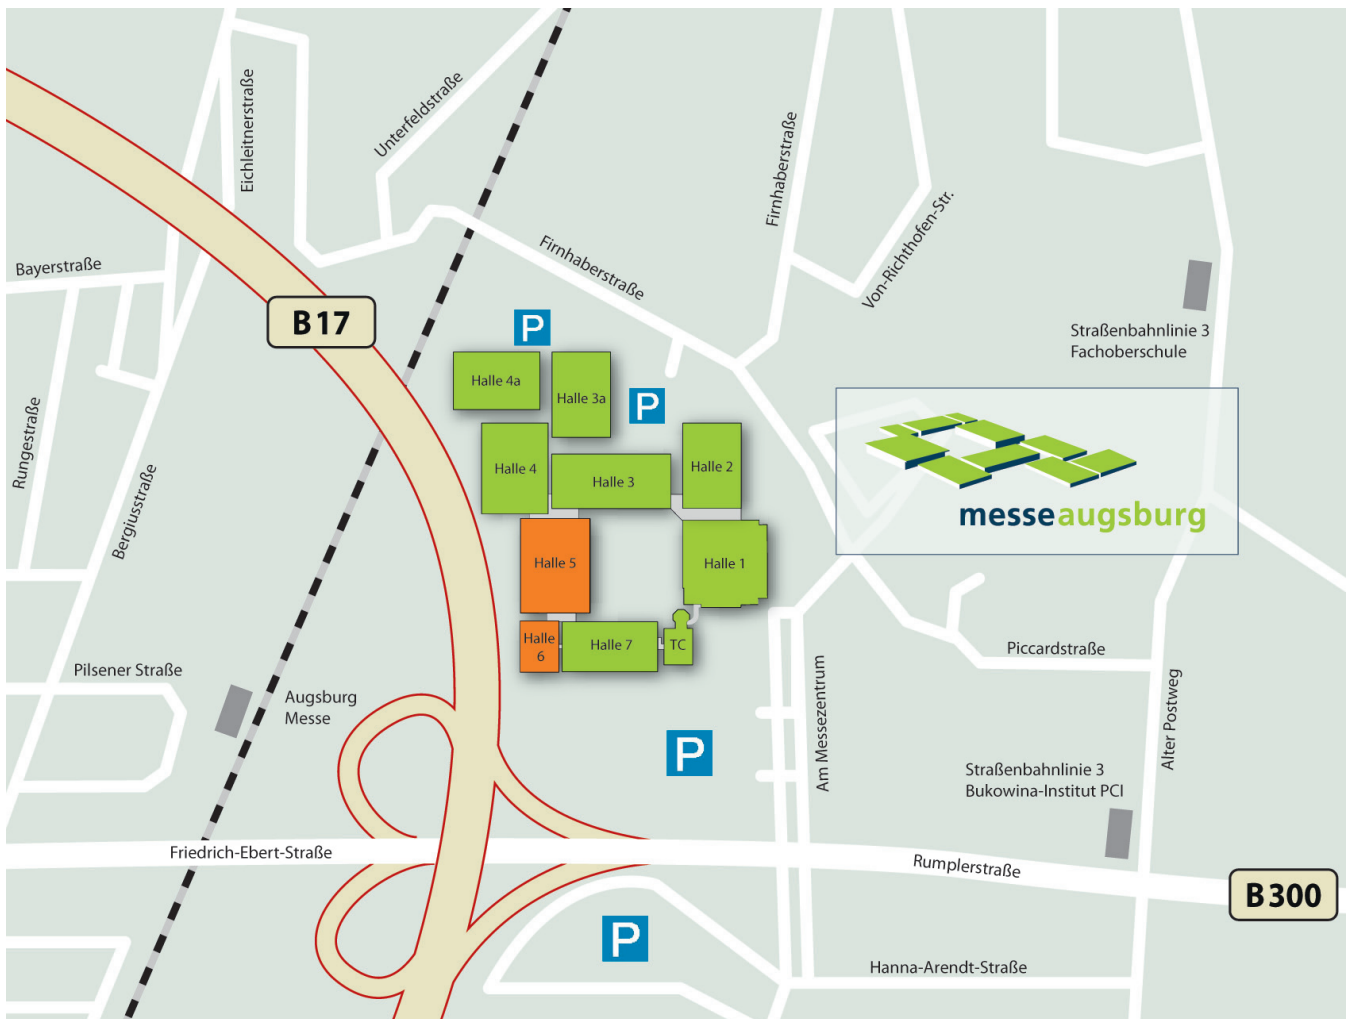 Eichleitnerstraße
Unterfeldstraße
Firnhaberstraße
Firnhaberstraße
Von-Richthofen-Str.
Bayerstraße
B 17
P
Straßenbahnlinie 3
Fachoberschule
Halle 4a
Halle 3a
P
Rungestraße
Bergiusstraße
Halle 4
Halle 3
Halle 2
messeaugsburg
Halle 5
Halle 1
Halle
6
Halle 7
TC
Piccardstraße
Pilsener Straße
Augsburg
Messe
Am Messezentrum
Alter Postweg
P
Straßenbahnlinie 3
Bukowina-Institut PCI
Friedrich-Ebert-Straße
Rumplerstraße
B 300
P
Hanna-Arendt-Straße